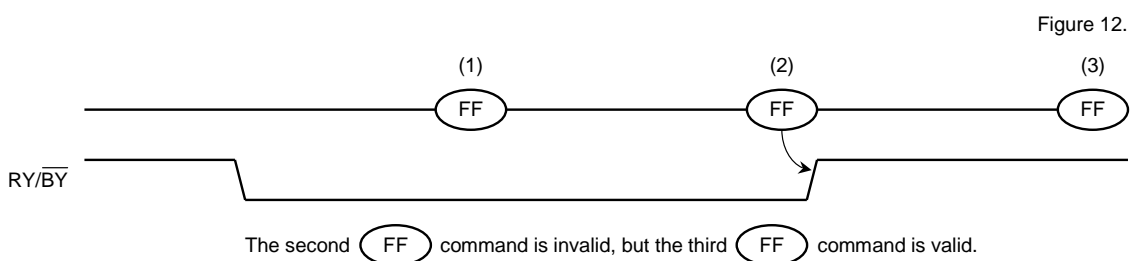 Figure 12.
(1) (2) (3)
FF FF FF
RY/B̅Y̅
The second FF command is invalid, but the third FF command is valid.